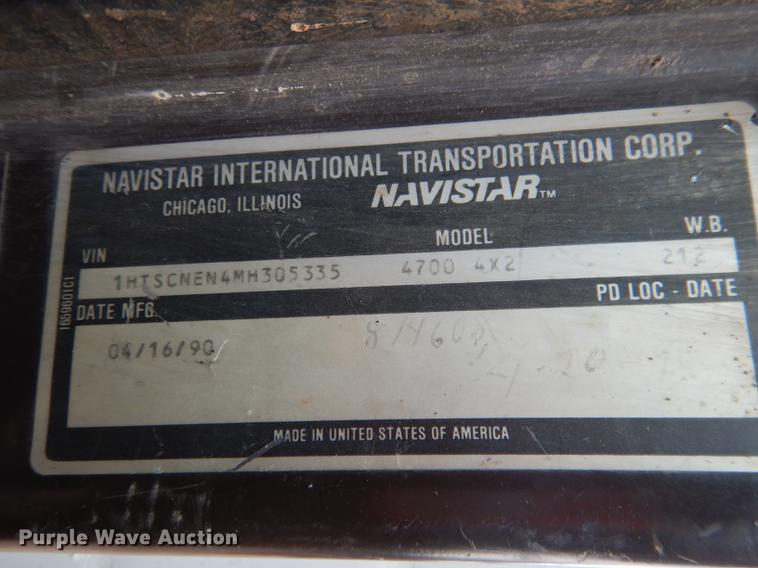 NAVISTAR INTERNATIONAL TRANSPORTATION CORP.
CHICAGO, ILLINOIS NAVISTAR™
VIN MODEL W.B.
1HTSCNEN4MH305335 4700 4X2 212
DATE MFG. PD LOC - DATE
04/16/90
MADE IN UNITED STATES OF AMERICA
1659601C1
Purple Wave Auction